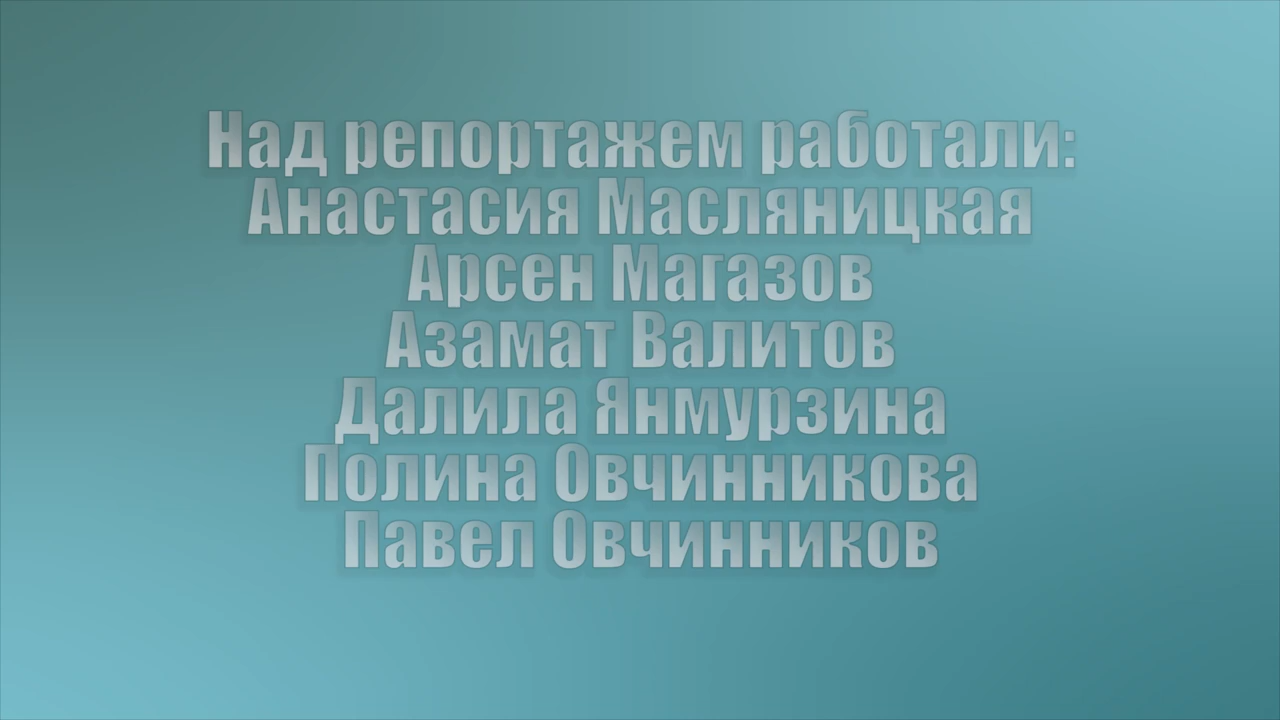 Над репортажем работали:
Анастасия Масляницкая
Арсен Магазов
Азамат Валитов
Далила Янмурзина
Полина Овчинникова
Павел Овчинников